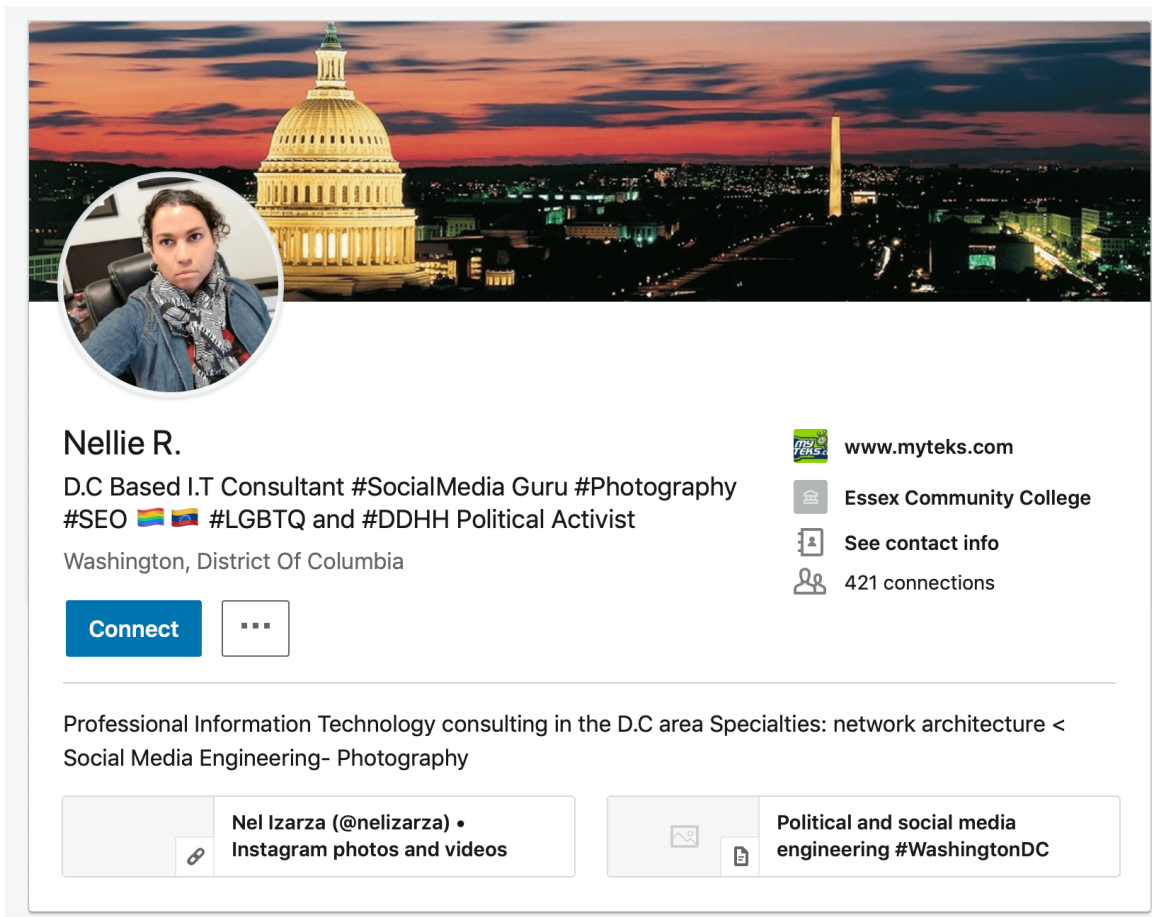 Nellie R.
D.C Based I.T Consultant #SocialMedia Guru #Photography
#SEO 🏳️‍🌈🇻🇪 #LGBTQ and #DDHH Political Activist
Washington, District Of Columbia
Connect
MY
TEKS.c
www.myteks.com
Essex Community College
See contact info
421 connections
Professional Information Technology consulting in the D.C area Specialties: network architecture <
Social Media Engineering- Photography
Nel Izarza (@nelizarza) •
Instagram photos and videos
Political and social media
engineering #WashingtonDC